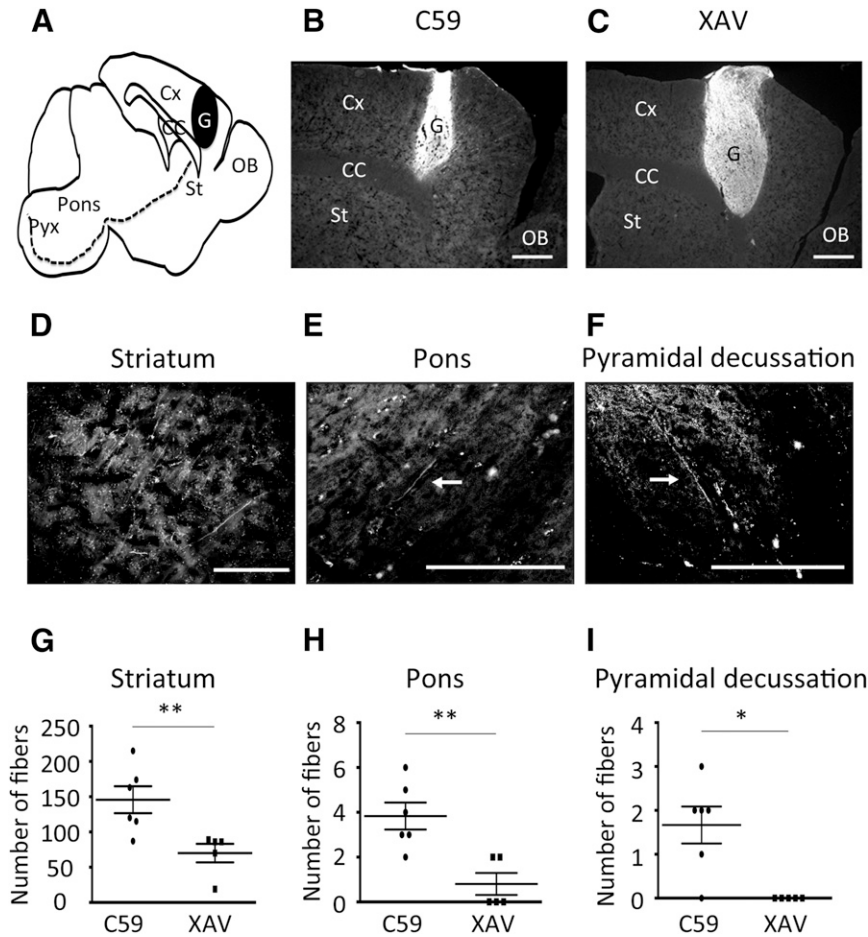 A
Cx
CC
G
OB
St
Pons
Pyx
B
C59
Cx
G
CC
St
OB
C
XAV
Cx
G
CC
St
OB
D
Striatum
E
Pons
F
Pyramidal decussation
G
Striatum
**
Number of fibers
250
200
150
100
50
0
C59 XAV
H
Pons
**
Number of fibers
8
6
4
2
0
C59 XAV
I
Pyramidal decussation
*
Number of fibers
4
3
2
1
0
C59 XAV